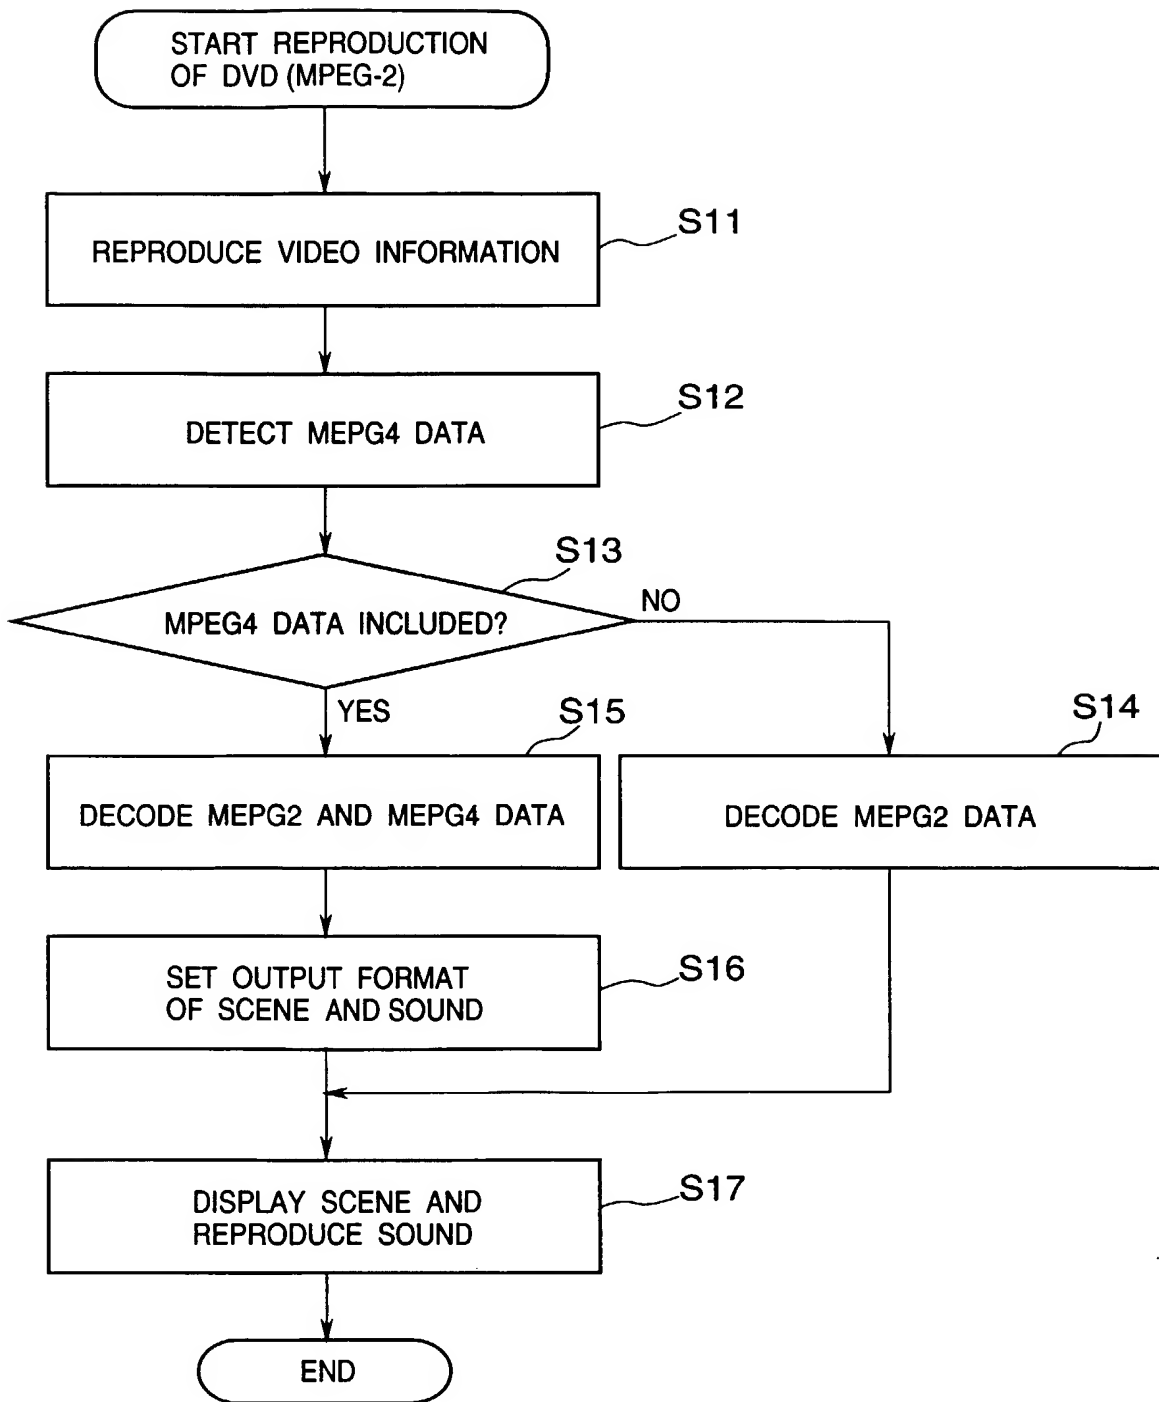 START REPRODUCTION
OF DVD (MPEG-2)
REPRODUCE VIDEO INFORMATION
S11
DETECT MEPG4 DATA
S12
S13
MPEG4 DATA INCLUDED?
NO
YES
S15
DECODE MEPG2 AND MEPG4 DATA
S14
DECODE MEPG2 DATA
SET OUTPUT FORMAT
OF SCENE AND SOUND
S16
DISPLAY SCENE AND
REPRODUCE SOUND
S17
END